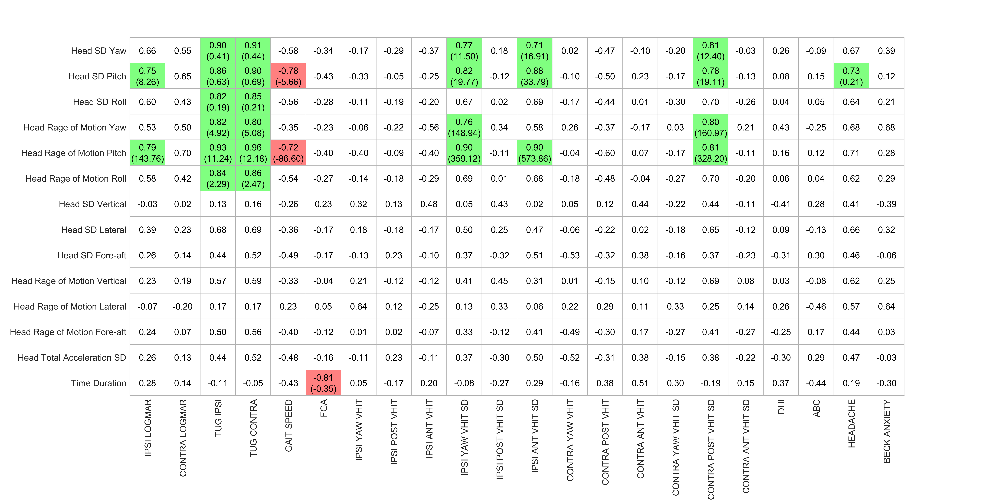 Head SD Yaw 0.66 0.55 0.90 0.91 -0.58 -0.34 -0.17 -0.29 -0.37 0.77 0.18 0.71 0.02 -0.47 -0.10 -0.20 0.81 -0.03 0.26 -0.09 0.67 0.39
(0.41) (0.44) (11.50) (16.91) (12.40)
Head SD Pitch 0.75 0.65 0.86 0.90 -0.78 -0.43 -0.33 -0.05 -0.25 0.82 -0.12 0.88 -0.10 -0.50 0.23 -0.17 0.78 -0.13 0.08 0.15 0.73 0.12
(8.26) (0.63) (0.69) (-5.66) (19.77) (33.79) (19.11) (0.21)
Head SD Roll 0.60 0.43 0.82 0.85 -0.56 -0.28 -0.11 -0.19 -0.20 0.67 0.02 0.69 -0.17 -0.44 0.01 -0.30 0.70 -0.26 0.04 0.05 0.64 0.21
(0.19) (0.21)
Head Rage of Motion Yaw 0.53 0.50 0.82 0.80 -0.35 -0.23 -0.06 -0.22 -0.56 0.76 0.34 0.58 0.26 -0.37 -0.17 0.03 0.80 0.21 0.43 -0.25 0.68 0.68
(4.92) (5.08) (148.94) (160.97)
Head Rage of Motion Pitch 0.79 0.70 0.93 0.96 -0.72 -0.40 -0.40 -0.09 -0.40 0.90 -0.11 0.90 -0.04 -0.60 0.07 -0.17 0.81 -0.11 0.16 0.12 0.71 0.28
(143.76) (11.24) (12.18) (-86.60) (359.12) (573.86) (328.20)
Head Rage of Motion Roll 0.58 0.42 0.84 0.86 -0.54 -0.27 -0.14 -0.18 -0.29 0.69 0.01 0.68 -0.18 -0.48 -0.04 -0.27 0.70 -0.20 0.06 0.04 0.62 0.29
(2.29) (2.47)
Head SD Vertical -0.03 0.02 0.13 0.16 -0.26 0.23 0.32 0.13 0.48 0.05 0.43 0.02 0.05 0.12 0.44 -0.22 0.44 -0.11 -0.41 0.28 0.41 -0.39
Head SD Lateral 0.39 0.23 0.68 0.69 -0.36 -0.17 0.18 -0.18 -0.17 0.50 0.25 0.47 -0.06 -0.22 0.02 -0.18 0.65 -0.12 0.09 -0.13 0.66 0.32
Head SD Fore-aft 0.26 0.14 0.44 0.52 -0.49 -0.17 -0.13 0.23 -0.10 0.37 -0.32 0.51 -0.53 -0.32 0.38 -0.16 0.37 -0.23 -0.31 0.30 0.46 -0.06
Head Rage of Motion Vertical 0.23 0.19 0.57 0.59 -0.33 -0.04 0.21 -0.12 -0.12 0.41 0.45 0.31 0.01 -0.15 0.10 -0.12 0.69 0.08 0.03 -0.08 0.62 0.25
Head Rage of Motion Lateral -0.07 -0.20 0.17 0.17 0.23 0.05 0.64 0.12 -0.25 0.13 0.33 0.06 0.22 0.29 0.11 0.33 0.25 0.14 0.26 -0.46 0.57 0.64
Head Rage of Motion Fore-aft 0.24 0.07 0.50 0.56 -0.40 -0.12 0.01 0.02 -0.07 0.33 -0.12 0.41 -0.49 -0.30 0.17 -0.27 0.41 -0.27 -0.25 0.17 0.44 0.03
Head Total Acceleration SD 0.26 0.13 0.44 0.52 -0.48 -0.16 -0.11 0.23 -0.11 0.37 -0.30 0.50 -0.52 -0.31 0.38 -0.15 0.38 -0.22 -0.30 0.29 0.47 -0.03
Time Duration 0.28 0.14 -0.11 -0.05 -0.43 -0.81 0.05 -0.17 0.20 -0.08 -0.27 0.29 -0.16 0.38 0.51 0.30 -0.19 0.15 0.37 -0.44 0.19 -0.30
(-0.35)
IPSI LOGMAR
CONTRA LOGMAR
TUG IPSI
TUG CONTRA
GAIT SPEED
FGA
IPSI YAW VHIT
IPSI POST VHIT
IPSI ANT VHIT
IPSI YAW VHIT SD
IPSI POST VHIT SD
IPSI ANT VHIT SD
CONTRA YAW VHIT
CONTRA POST VHIT
CONTRA ANT VHIT
CONTRA YAW VHIT SD
CONTRA POST VHIT SD
CONTRA ANT VHIT SD
DHI
ABC
HEADACHE
BECK ANXIETY